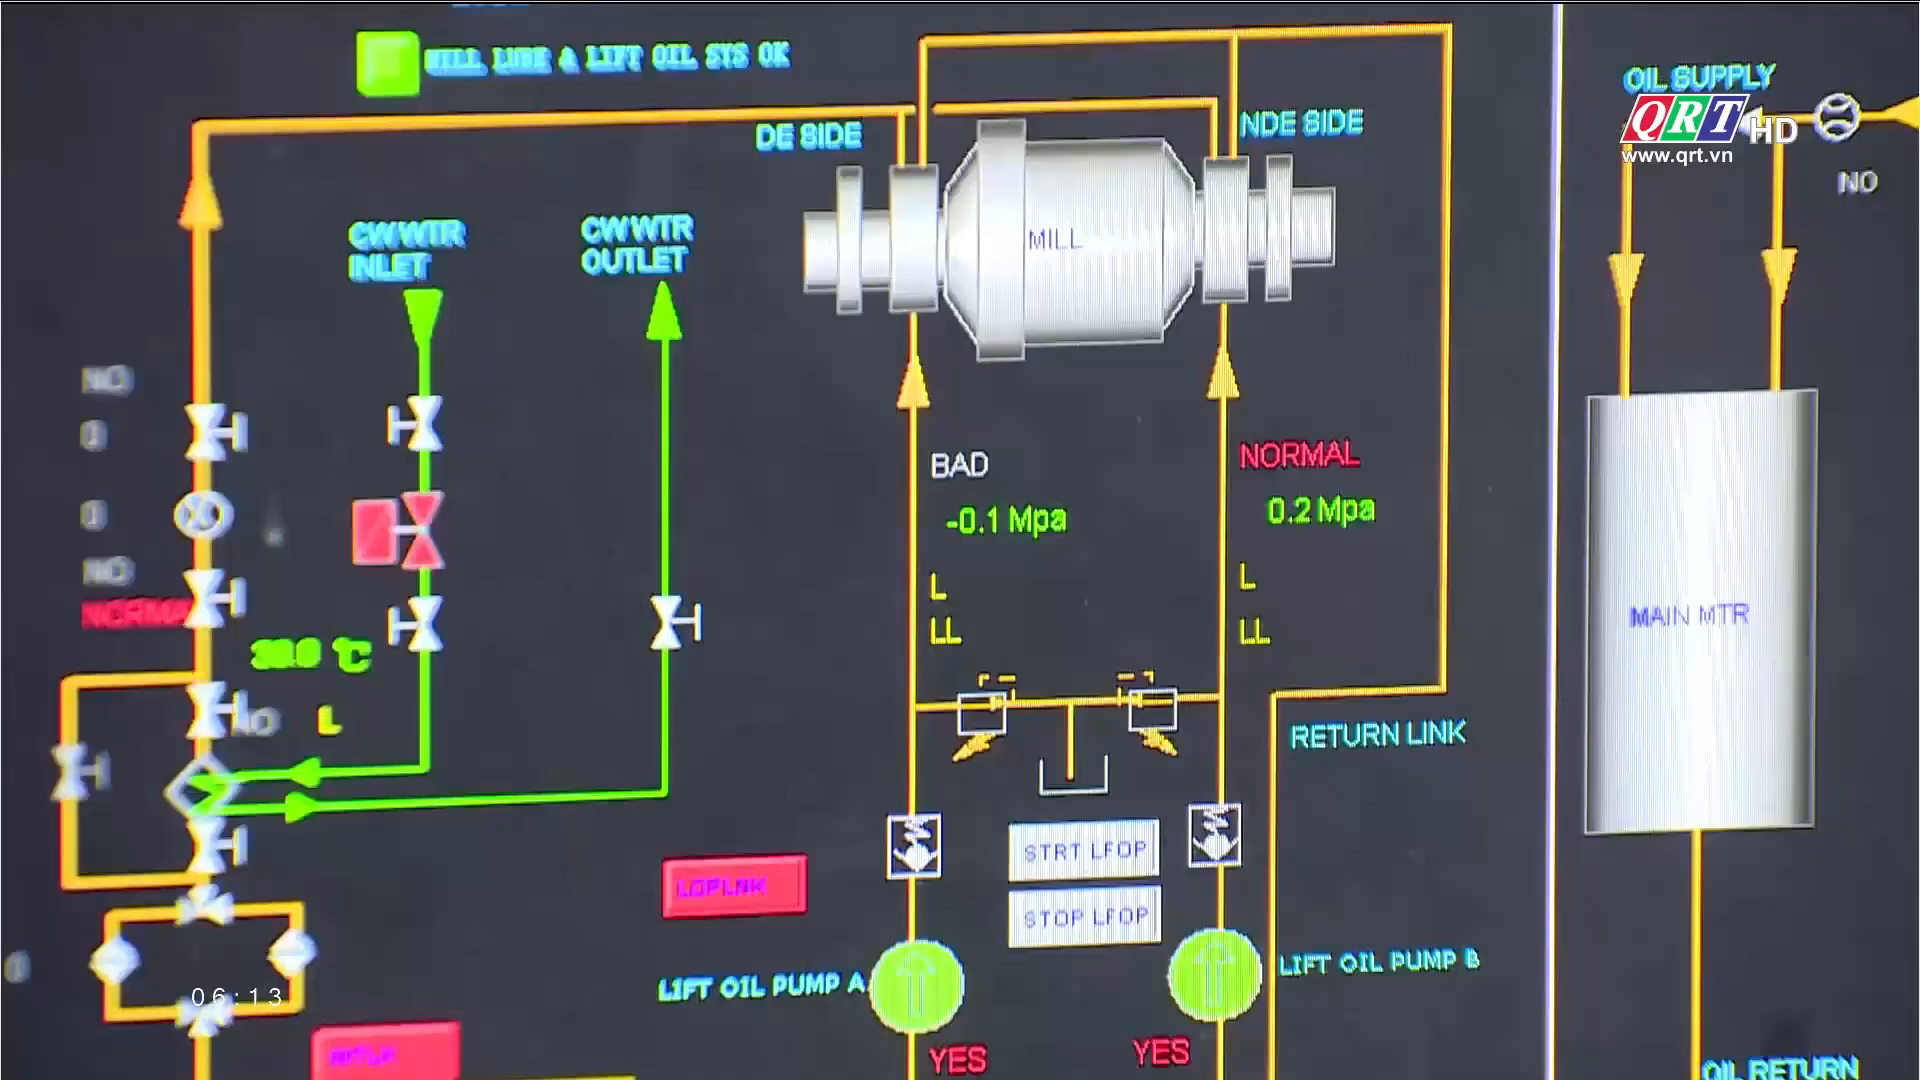 MILL LUBE & LIFT OIL SYS OK
OIL SUPPLY
QRT HD
www.qrt.vn
NO
DE SIDE
NDE SIDE
CWWTR
INLET
CWWTR
OUTLET
MILL
NO
BAD
-0.1 Mpa
NORMAL
0.2 Mpa
NO
L
LL
L
LL
MAIN MTR
℃
NO
L
RETURN LINK
STRT LFOP
STOP LFOP
LIFT OIL PUMP A
LIFT OIL PUMP B
06:13
YES
YES
OIL RETURN